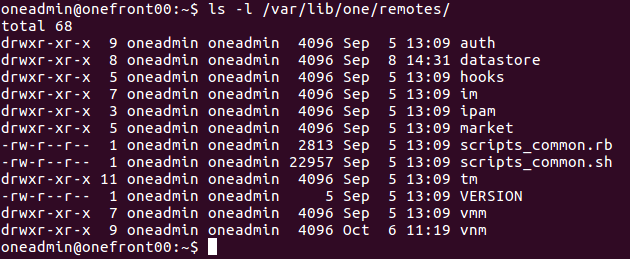 oneadmin@onefront00:~$ ls -l /var/lib/one/remotes/
total 68
drwxr-xr-x  9 oneadmin oneadmin  4096 Sep  5 13:09 auth
drwxr-xr-x  8 oneadmin oneadmin  4096 Sep  8 14:31 datastore
drwxr-xr-x  5 oneadmin oneadmin  4096 Sep  5 13:09 hooks
drwxr-xr-x  7 oneadmin oneadmin  4096 Sep  5 13:09 im
drwxr-xr-x  3 oneadmin oneadmin  4096 Sep  5 13:09 ipam
drwxr-xr-x  5 oneadmin oneadmin  4096 Sep  5 13:09 market
-rw-r--r--  1 oneadmin oneadmin  2813 Sep  5 13:09 scripts_common.rb
-rw-r--r--  1 oneadmin oneadmin 22957 Sep  5 13:09 scripts_common.sh
drwxr-xr-x 11 oneadmin oneadmin  4096 Sep  5 13:09 tm
-rw-r--r--  1 oneadmin oneadmin     5 Sep  5 13:09 VERSION
drwxr-xr-x  7 oneadmin oneadmin  4096 Sep  5 13:09 vmm
drwxr-xr-x  9 oneadmin oneadmin  4096 Oct  6 11:19 vnm
oneadmin@onefront00:~$